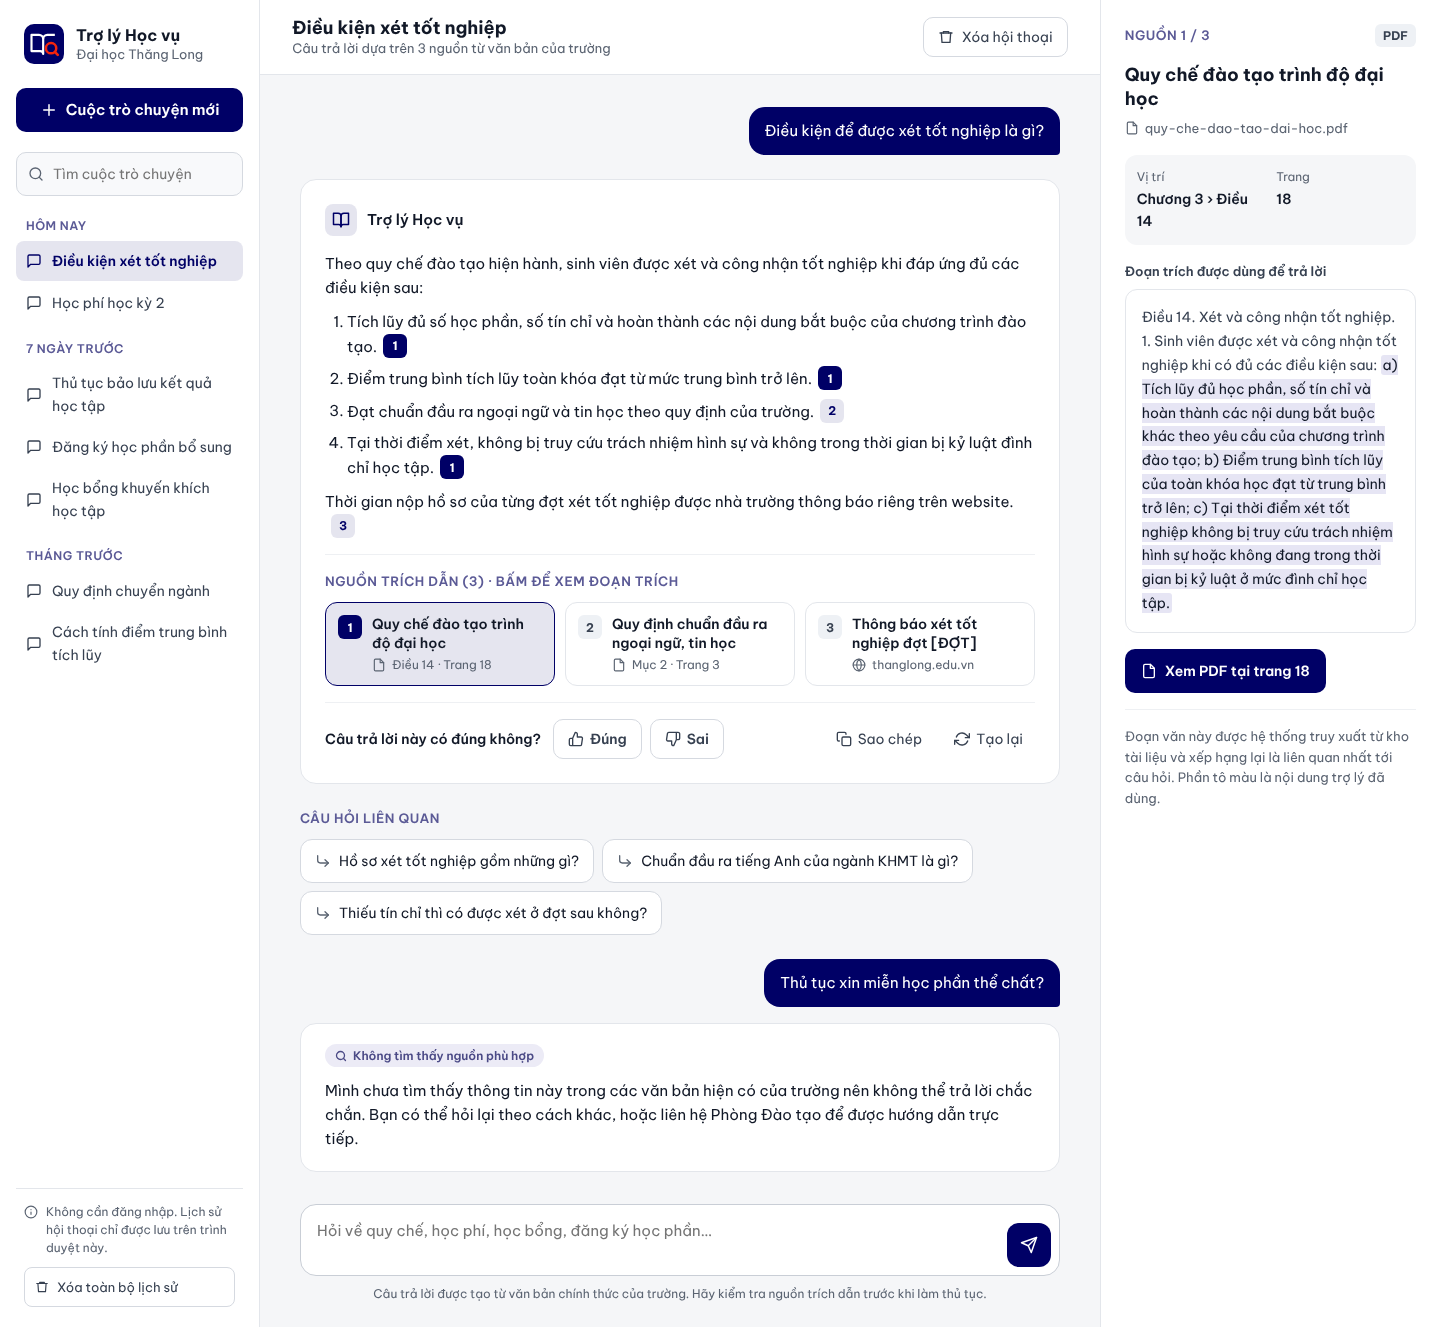 Trợ lý Học vụ
Đại học Thăng Long
Cuộc trò chuyện mới
Tìm cuộc trò chuyện
HÔM NAY
Điều kiện xét tốt nghiệp
Học phí học kỳ 2
7 NGÀY TRƯỚC
Thủ tục bảo lưu kết quả
học tập
Đăng ký học phần bổ sung
Học bổng khuyến khích
học tập
THÁNG TRƯỚC
Quy định chuyển ngành
Cách tính điểm trung bình
tích lũy
Không cần đăng nhập. Lịch sử
hội thoại chỉ được lưu trên trình
duyệt này.
Xóa toàn bộ lịch sử
Điều kiện xét tốt nghiệp
Câu trả lời dựa trên 3 nguồn từ văn bản của trường
Xóa hội thoại
Điều kiện để được xét tốt nghiệp là gì?
Trợ lý Học vụ
Theo quy chế đào tạo hiện hành, sinh viên được xét và công nhận tốt nghiệp khi đáp ứng đủ các
điều kiện sau:
1. Tích lũy đủ số học phần, số tín chỉ và hoàn thành các nội dung bắt buộc của chương trình đào
tạo. 1
2. Điểm trung bình tích lũy toàn khóa đạt từ mức trung bình trở lên. 1
3. Đạt chuẩn đầu ra ngoại ngữ và tin học theo quy định của trường. 2
4. Tại thời điểm xét, không bị truy cứu trách nhiệm hình sự và không trong thời gian bị kỷ luật đình
chỉ học tập. 1
Thời gian nộp hồ sơ của từng đợt xét tốt nghiệp được nhà trường thông báo riêng trên website.
3
NGUỒN TRÍCH DẪN (3) · BẤM ĐỂ XEM ĐOẠN TRÍCH
1 Quy chế đào tạo trình
độ đại học
Điều 14 · Trang 18
2 Quy định chuẩn đầu ra
ngoại ngữ, tin học
Mục 2 · Trang 3
3 Thông báo xét tốt
nghiệp đợt [ĐỢT]
thanglong.edu.vn
Câu trả lời này có đúng không?
Đúng
Sai
Sao chép
Tạo lại
CÂU HỎI LIÊN QUAN
Hồ sơ xét tốt nghiệp gồm những gì?
Chuẩn đầu ra tiếng Anh của ngành KHMT là gì?
Thiếu tín chỉ thì có được xét ở đợt sau không?
Thủ tục xin miễn học phần thể chất?
Không tìm thấy nguồn phù hợp
Mình chưa tìm thấy thông tin này trong các văn bản hiện có của trường nên không thể trả lời chắc
chắn. Bạn có thể hỏi lại theo cách khác, hoặc liên hệ Phòng Đào tạo để được hướng dẫn trực
tiếp.
Hỏi về quy chế, học phí, học bổng, đăng ký học phần...
Câu trả lời được tạo từ văn bản chính thức của trường. Hãy kiểm tra nguồn trích dẫn trước khi làm thủ tục.
NGUỒN 1 / 3
PDF
Quy chế đào tạo trình độ đại
học
quy-che-dao-tao-dai-hoc.pdf
Vị trí
Chương 3 › Điều
14
Trang
18
Đoạn trích được dùng để trả lời
Điều 14. Xét và công nhận tốt nghiệp.
1. Sinh viên được xét và công nhận tốt
nghiệp khi có đủ các điều kiện sau: a)
Tích lũy đủ học phần, số tín chỉ và
hoàn thành các nội dung bắt buộc
khác theo yêu cầu của chương trình
đào tạo; b) Điểm trung bình tích lũy
của toàn khóa học đạt từ trung bình
trở lên; c) Tại thời điểm xét tốt
nghiệp không bị truy cứu trách nhiệm
hình sự hoặc không đang trong thời
gian bị kỷ luật ở mức đình chỉ học
tập.
Xem PDF tại trang 18
Đoạn văn này được hệ thống truy xuất từ kho
tài liệu và xếp hạng lại là liên quan nhất tới
câu hỏi. Phần tô màu là nội dung trợ lý đã
dùng.